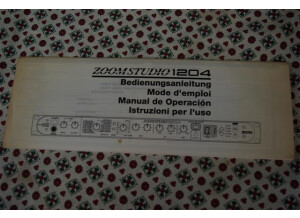 ZOOM STUDIO 1204
Bedienungsanleitung
Mode d'emploi
Manual de Operación
Istruzioni per l'uso